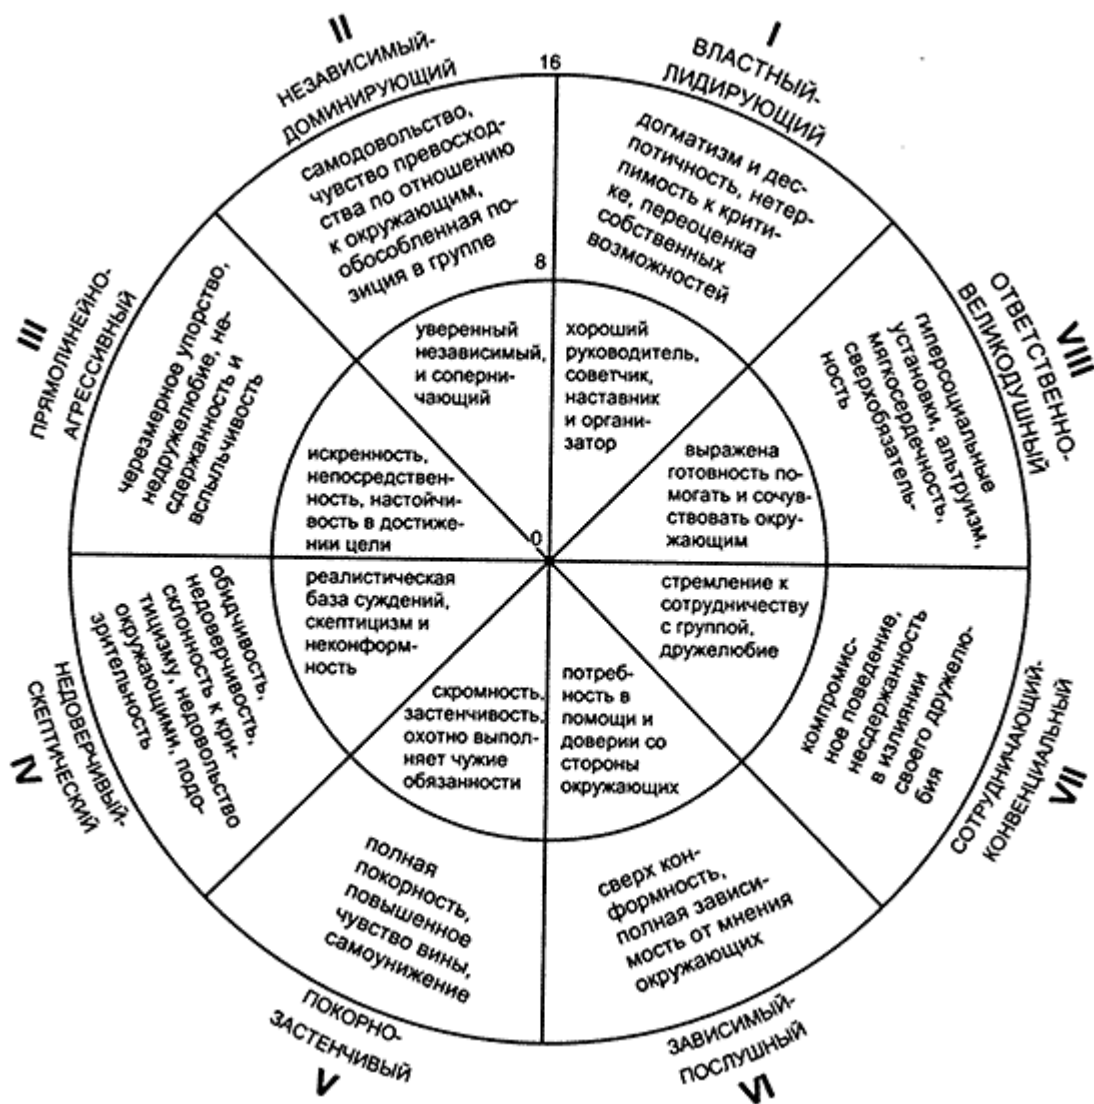 I
ВЛАСТНЫЙ-
ЛИДИРУЮЩИЙ
16
догматизм и дес-
потичность, нетер-
пимость к крити-
ке, переоценка
собственных
возможностей
8
хороший
руководитель,
советчик,
наставник
и органи-
затор
0
II
НЕЗАВИСИМЫЙ-
ДОМИНИРУЮЩИЙ
самодовольство,
чувство превосход-
ства по отношению
к окружающим,
обособленная по-
зиция в группе
уверенный
независимый,
и соперни-
чающий
III
ПРЯМОЛИНЕЙНО-
АГРЕССИВНЫЙ
черезмерное упорство,
недружелюбие, не-
сдержанность и
вспыльчивость
искренность,
непосредствен-
ность, настойчи-
вость в достиже-
нии цели
IV
НЕДОВЕРЧИВЫЙ-
СКЕПТИЧЕСКИЙ
обидчивость,
недоверчивость,
склонность к кри-
тицизму, недовольство
окружающими, подо-
зрительность
реалистическая
база суждений,
скептицизм и
неконформ-
ность
V
ПОКОРНО-
ЗАСТЕНЧИВЫЙ
полная
покорность,
повышенное
чувство вины,
самоунижение
скромность,
застенчивость,
охотно выпол-
няет чужие
обязанности
VI
ЗАВИСИМЫЙ-
ПОСЛУШНЫЙ
сверх кон-
формность,
полная зависи-
мость от мнения
окружающих
потреб-
ность в
помощи и
доверии со
стороны
окружающих
VII
СОТРУДНИЧАЮЩИЙ-
КОНВЕНЦИАЛЬНЫЙ
компромис-
сное поведение,
несдержанность
в излиянии
своего дружелю-
бия
стремление к
сотрудничеству
с группой,
дружелюбие
VIII
ОТВЕТСТВЕННО-
ВЕЛИКОДУШНЫЙ
гиперсоциальные
установки, альтруизм,
мягкосердечность,
сверхобязатель-
ность
выражена
готовность по-
могать и сочув-
ствовать окру-
жающим